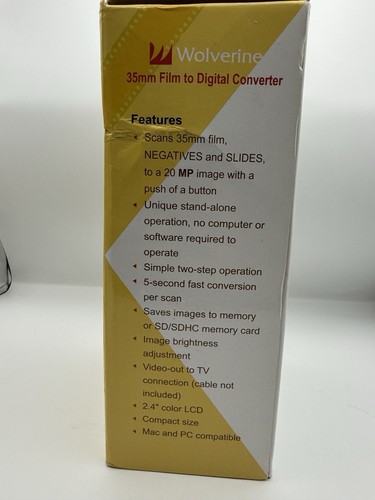 Wolverine
35mm Film to Digital Converter
Features
Scans 35mm film,
NEGATIVES and SLIDES,
to a 20 MP image with a
push of a button
Unique stand-alone
operation, no computer or
software required to
operate
Simple two-step operation
5-second fast conversion
per scan
Saves images to memory
or SD/SDHC memory card
Image brightness
adjustment
Video-out to TV
connection (cable not
included)
2.4" color LCD
Compact size
Mac and PC compatible